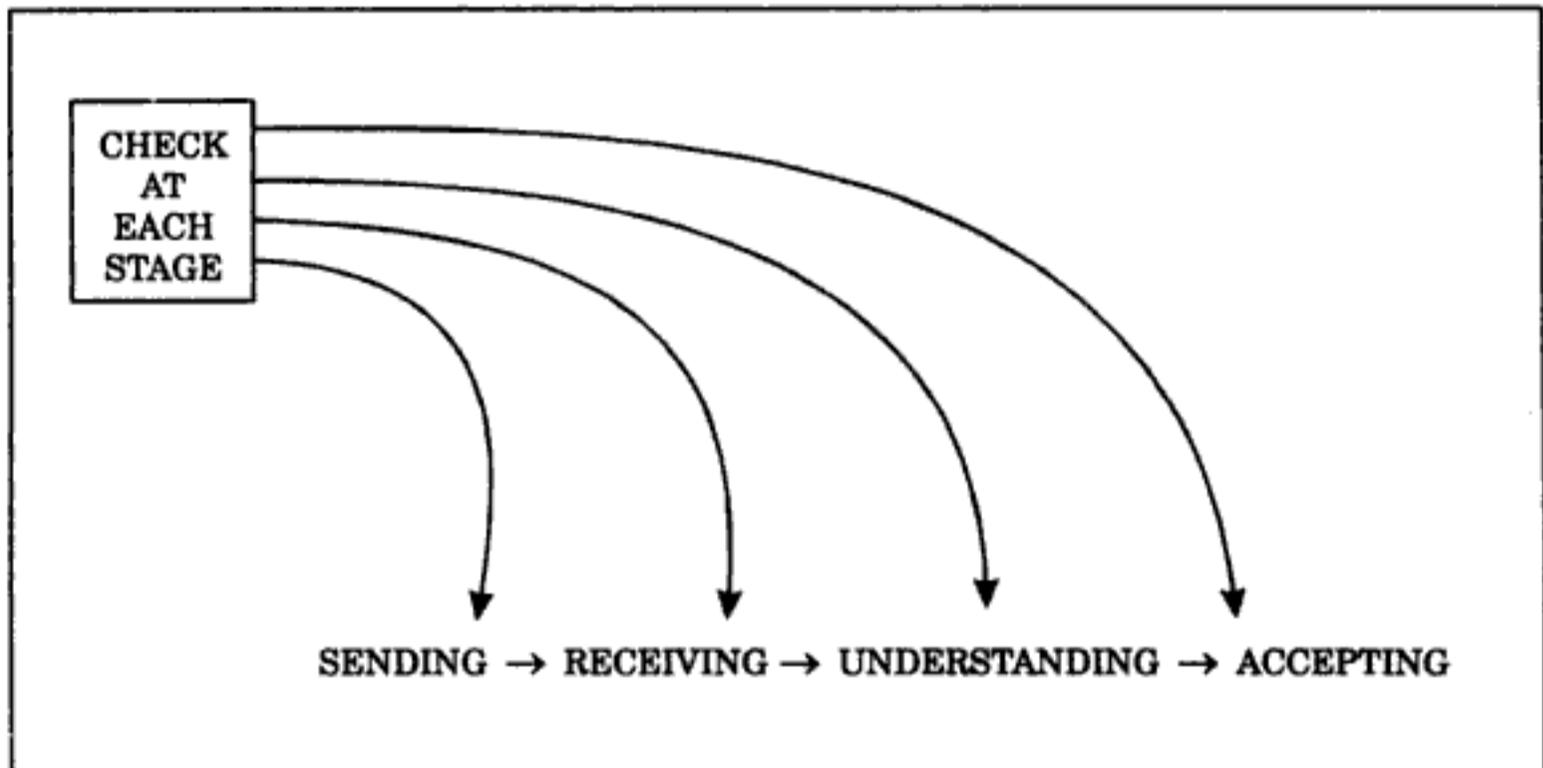 CHECK
AT
EACH
STAGE
SENDING → RECEIVING → UNDERSTANDING → ACCEPTING